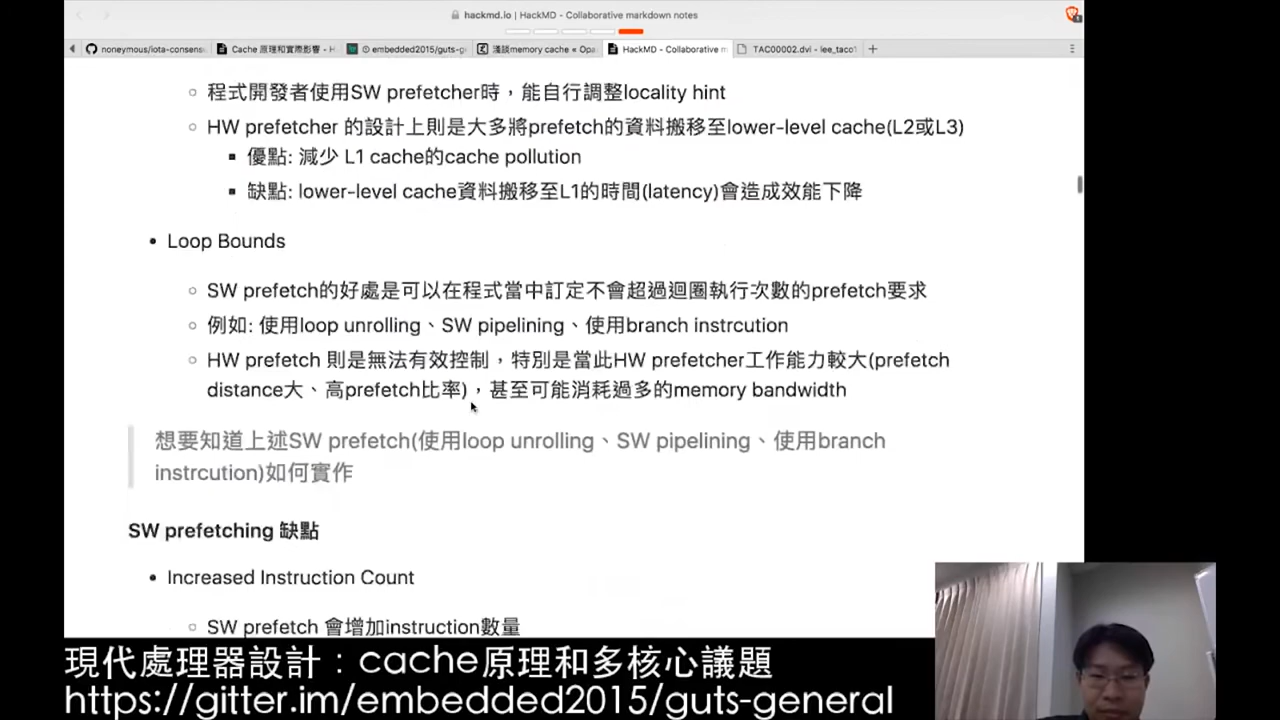 hackmd.io | HackMD - Collaborative markdown notes
noneymous/iota-consens
Cache 原理和實際影響 - H
embedded2015/guts-g
淺談memory cache « Opa
HackMD - Collaborative m
TAC00002.dvi - lee_taco1
程式開發者使用SW prefetcher時，能自行調整locality hint
HW prefetcher 的設計上則是大多將prefetch的資料搬移至lower-level cache(L2或L3)
優點: 減少 L1 cache的cache pollution
缺點: lower-level cache資料搬移至L1的時間(latency)會造成效能下降
Loop Bounds
SW prefetch的好處是可以在程式當中訂定不會超過迴圈執行次數的prefetch要求
例如: 使用loop unrolling、SW pipelining、使用branch instrcution
HW prefetch 則是無法有效控制，特別是當此HW prefetcher工作能力較大(prefetch
distance大、高prefetch比率)，甚至可能消耗過多的memory bandwidth
想要知道上述SW prefetch(使用loop unrolling、SW pipelining、使用branch
instrcution)如何實作
SW prefetching 缺點
Increased Instruction Count
SW prefetch 會增加instruction數量
現代處理器設計：cache原理和多核心議題
https://gitter.im/embedded2015/guts-general